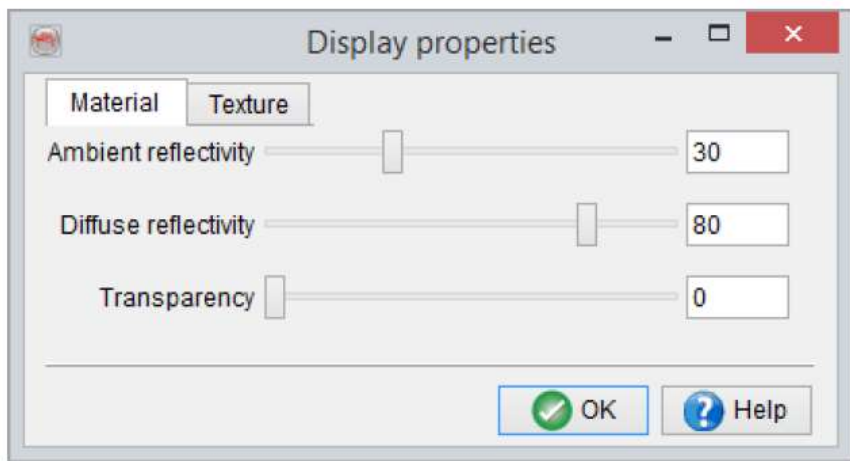 Display properties
Material Texture
Ambient reflectivity 30
Diffuse reflectivity 80
Transparency 0
OK Help